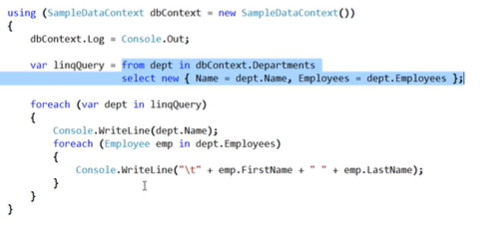 using (SampleDataContext dbContext = new SampleDataContext())
{
    dbContext.Log = Console.Out;
    var linqQuery = from dept in dbContext.Departments
                    select new { Name = dept.Name, Employees = dept.Employees };
    foreach (var dept in linqQuery)
    {
        Console.WriteLine(dept.Name);
        foreach (Employee emp in dept.Employees)
        {
            Console.WriteLine("\t" + emp.FirstName + " " + emp.LastName);
        }
    }
}